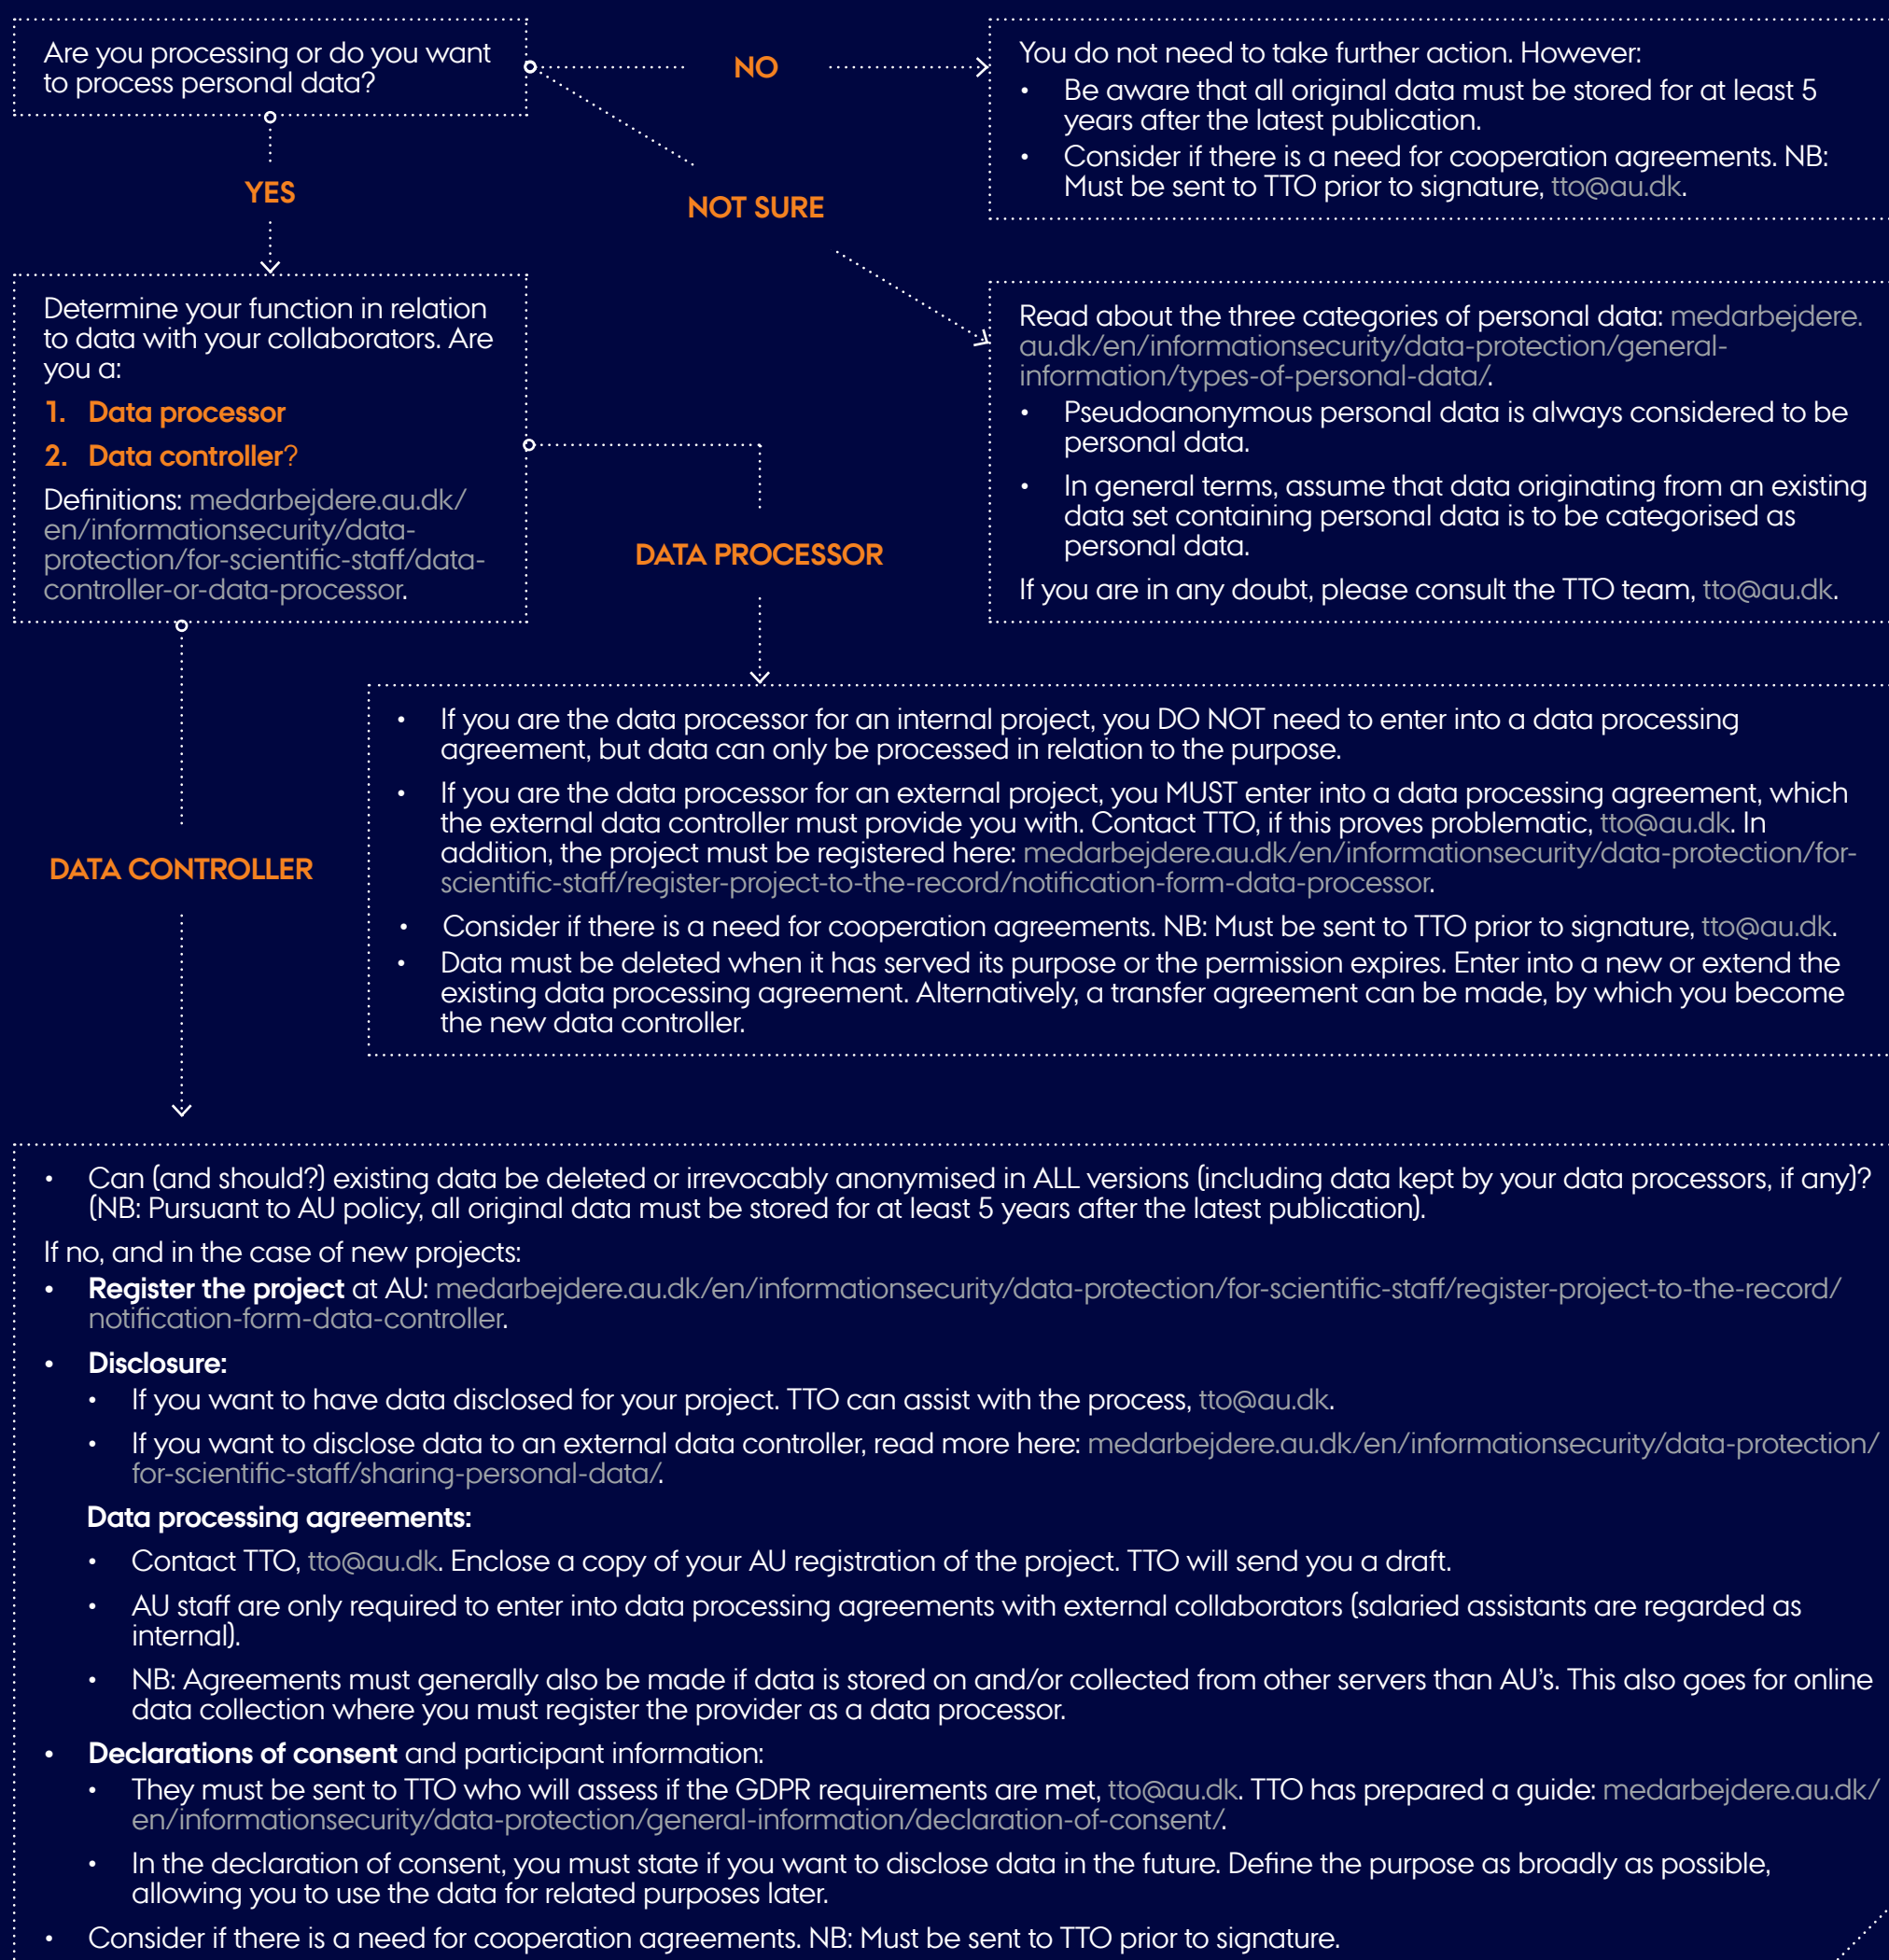 Are you processing or do you want
to process personal data?
NO
You do not need to take further action. However:
• Be aware that all original data must be stored for at least 5
years after the latest publication.
• Consider if there is a need for cooperation agreements. NB:
Must be sent to TTO prior to signature, tto@au.dk.
YES
NOT SURE
Determine your function in relation
to data with your collaborators. Are
you a:
1. Data processor
2. Data controller?
Definitions: medarbejdere.au.dk/
en/informationsecurity/data-
protection/for-scientific-staff/data-
controller-or-data-processor.
Read about the three categories of personal data: medarbejdere.
au.dk/en/informationsecurity/data-protection/general-
information/types-of-personal-data/.
• Pseudoanonymous personal data is always considered to be
personal data.
• In general terms, assume that data originating from an existing
data set containing personal data is to be categorised as
personal data.
If you are in any doubt, please consult the TTO team, tto@au.dk.
DATA PROCESSOR
• If you are the data processor for an internal project, you DO NOT need to enter into a data processing
agreement, but data can only be processed in relation to the purpose.
• If you are the data processor for an external project, you MUST enter into a data processing agreement, which
the external data controller must provide you with. Contact TTO, if this proves problematic, tto@au.dk. In
addition, the project must be registered here: medarbejdere.au.dk/en/informationsecurity/data-protection/for-
scientific-staff/register-project-to-the-record/notification-form-data-processor.
• Consider if there is a need for cooperation agreements. NB: Must be sent to TTO prior to signature, tto@au.dk.
• Data must be deleted when it has served its purpose or the permission expires. Enter into a new or extend the
existing data processing agreement. Alternatively, a transfer agreement can be made, by which you become
the new data controller.
DATA CONTROLLER
• Can (and should?) existing data be deleted or irrevocably anonymised in ALL versions (including data kept by your data processors, if any)?
(NB: Pursuant to AU policy, all original data must be stored for at least 5 years after the latest publication).
If no, and in the case of new projects:
• Register the project at AU: medarbejdere.au.dk/en/informationsecurity/data-protection/for-scientific-staff/register-project-to-the-record/
notification-form-data-controller.
• Disclosure:
• If you want to have data disclosed for your project. TTO can assist with the process, tto@au.dk.
• If you want to disclose data to an external data controller, read more here: medarbejdere.au.dk/en/informationsecurity/data-protection/
for-scientific-staff/sharing-personal-data/.
Data processing agreements:
• Contact TTO, tto@au.dk. Enclose a copy of your AU registration of the project. TTO will send you a draft.
• AU staff are only required to enter into data processing agreements with external collaborators (salaried assistants are regarded as
internal).
• NB: Agreements must generally also be made if data is stored on and/or collected from other servers than AU's. This also goes for online
data collection where you must register the provider as a data processor.
• Declarations of consent and participant information:
• They must be sent to TTO who will assess if the GDPR requirements are met, tto@au.dk. TTO has prepared a guide: medarbejdere.au.dk/
en/informationsecurity/data-protection/general-information/declaration-of-consent/.
• In the declaration of consent, you must state if you want to disclose data in the future. Define the purpose as broadly as possible,
allowing you to use the data for related purposes later.
• Consider if there is a need for cooperation agreements. NB: Must be sent to TTO prior to signature.